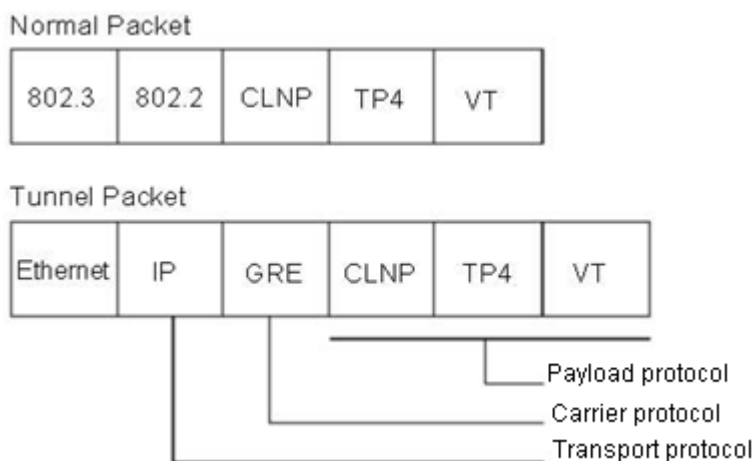 Normal Packet
802.3 802.2 CLNP TP4 VT
Tunnel Packet
Ethernet IP GRE CLNP TP4 VT
Payload protocol
Carrier protocol
Transport protocol